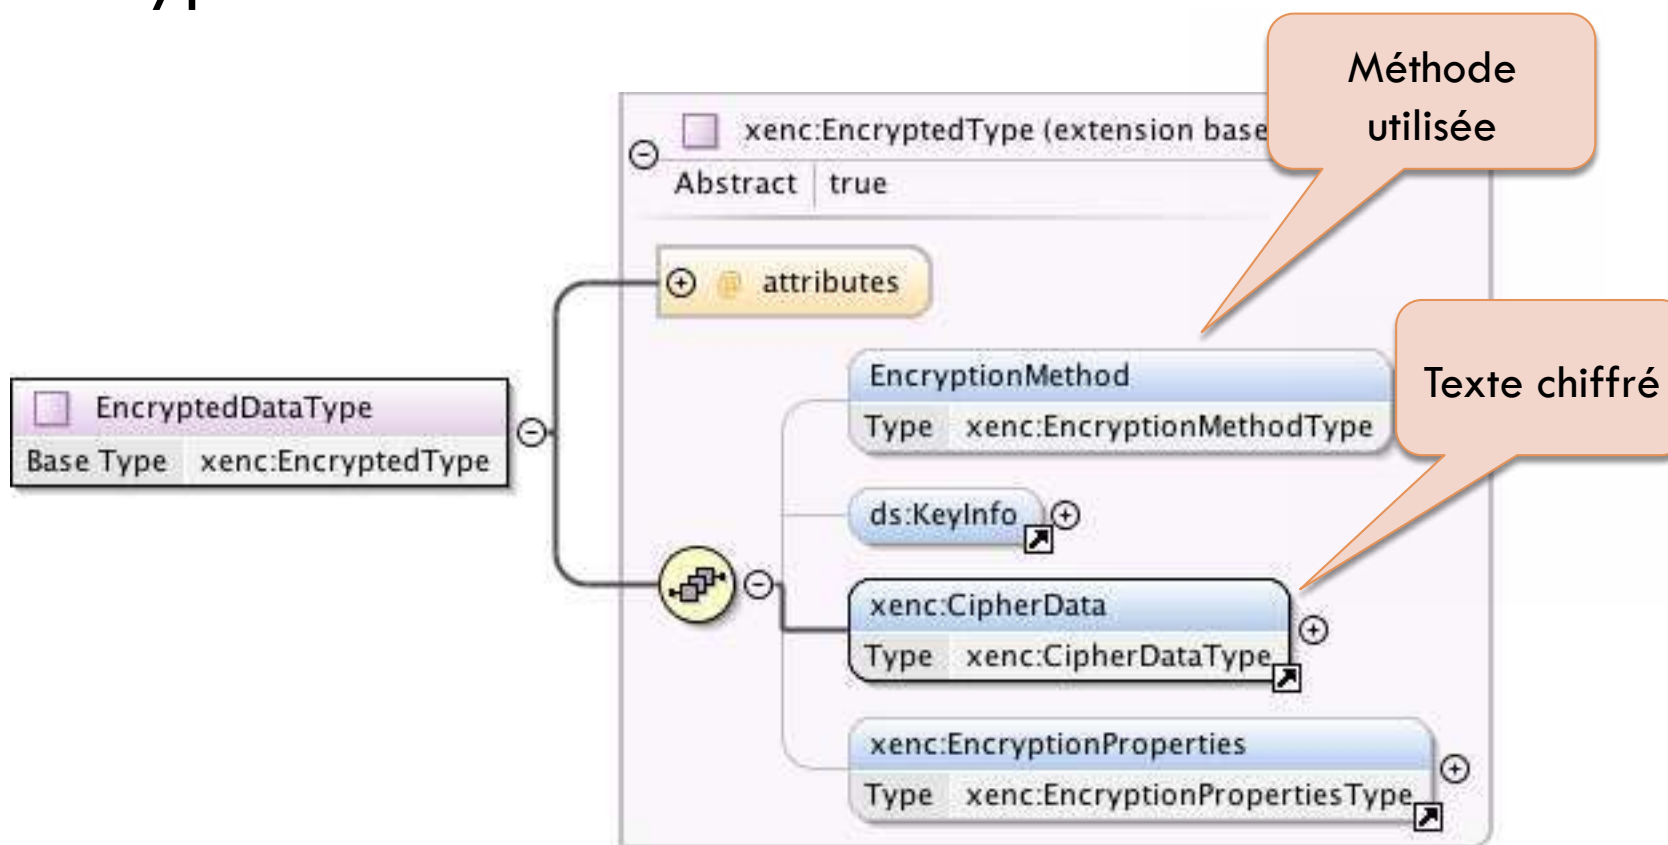 Méthode
utilisée
xenc:EncryptedType (extension base
Abstract true
@ attributes
EncryptionMethod
Type xenc:EncryptionMethodType
Texte chiffré
EncryptedDataType
Base Type xenc:EncryptedType
ds:KeyInfo
xenc:CipherData
Type xenc:CipherDataType
xenc:EncryptionProperties
Type xenc:EncryptionPropertiesType